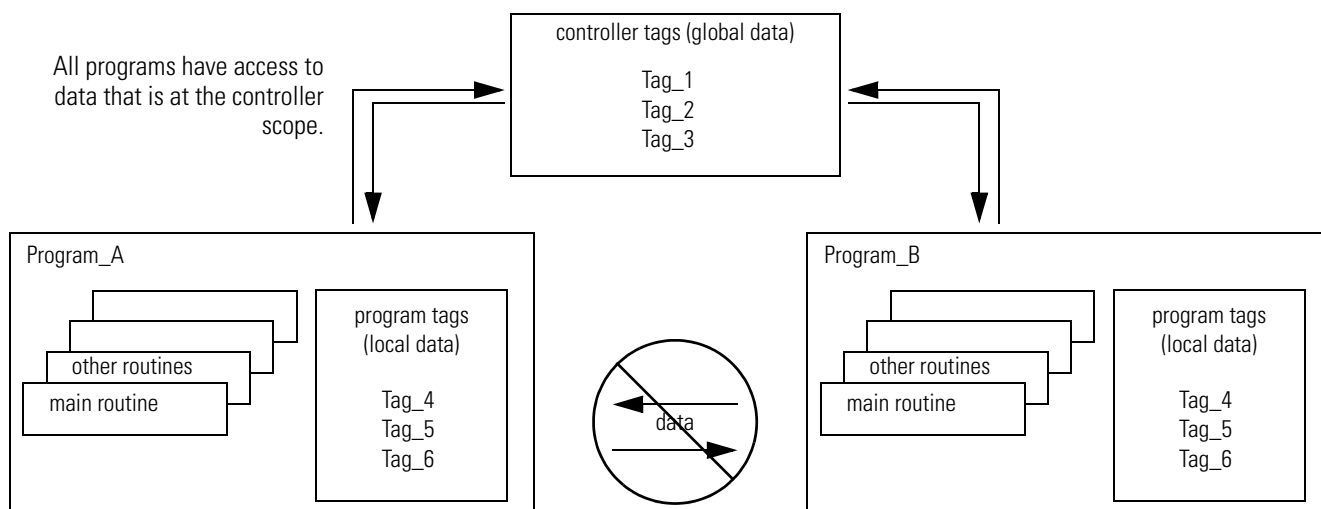 controller tags (global data)
Tag_1
Tag_2
Tag_3
All programs have access to
data that is at the controller
scope.
Program_A
other routines
main routine
program tags
(local data)
Tag_4
Tag_5
Tag_6
data
Program_B
other routines
main routine
program tags
(local data)
Tag_4
Tag_5
Tag_6